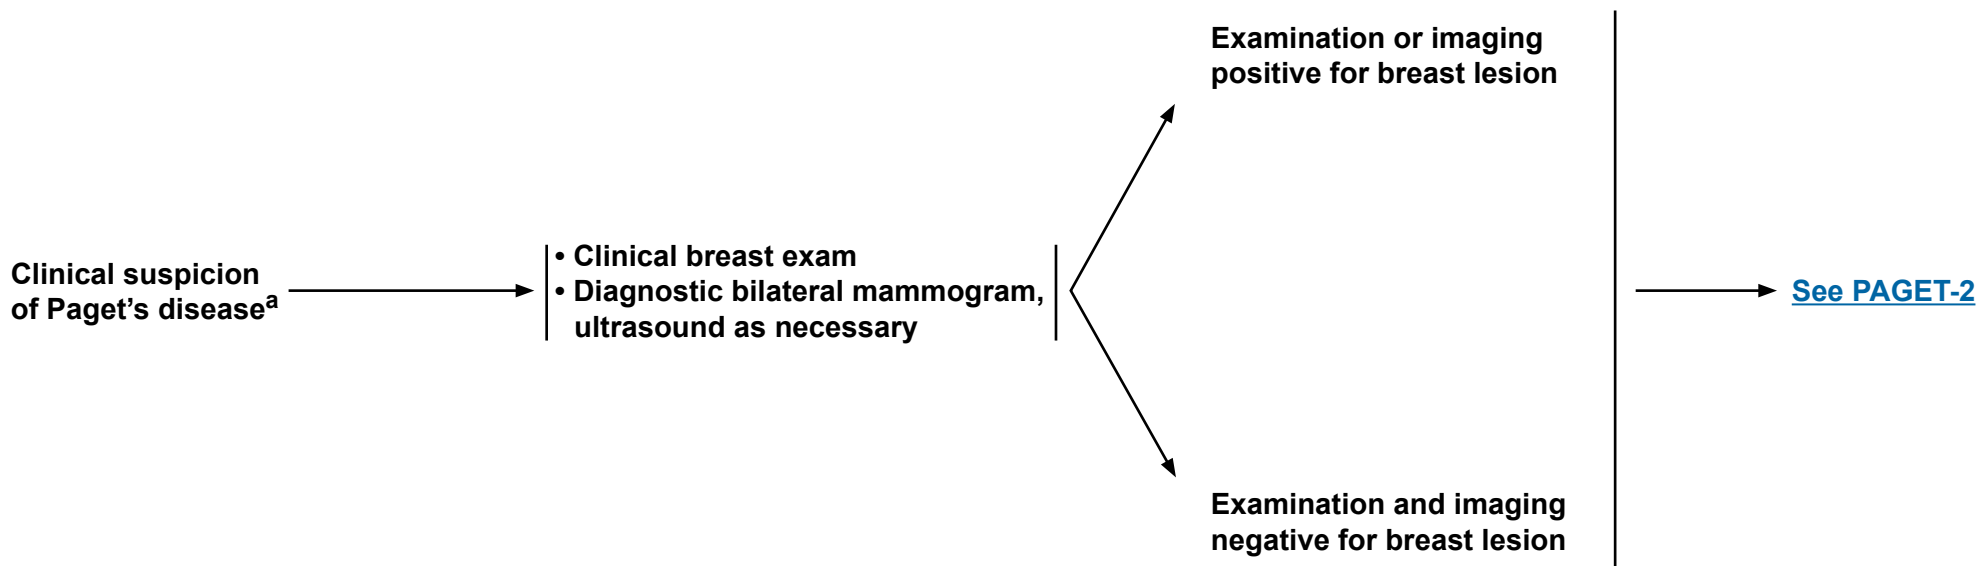 Examination or imaging
positive for breast lesion
Clinical suspicion
of Paget’s diseaseª
• Clinical breast exam
• Diagnostic bilateral mammogram,
ultrasound as necessary
See PAGET-2
Examination and imaging
negative for breast lesion